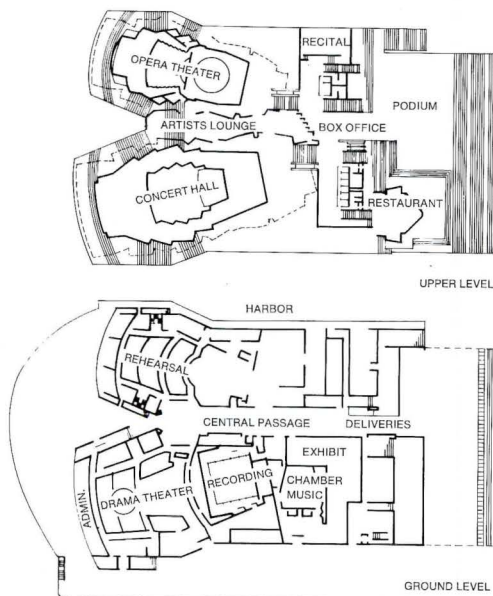 RECITAL
OPERA THEATER
PODIUM
ARTISTS LOUNGE
BOX OFFICE
CONCERT HALL
RESTAURANT
UPPER LEVEL
HARBOR
REHEARSAL
CENTRAL PASSAGE
DELIVERIES
EXHIBIT
RECORDING
CHAMBER
MUSIC
ADMIN.
DRAMA THEATER
GROUND LEVEL